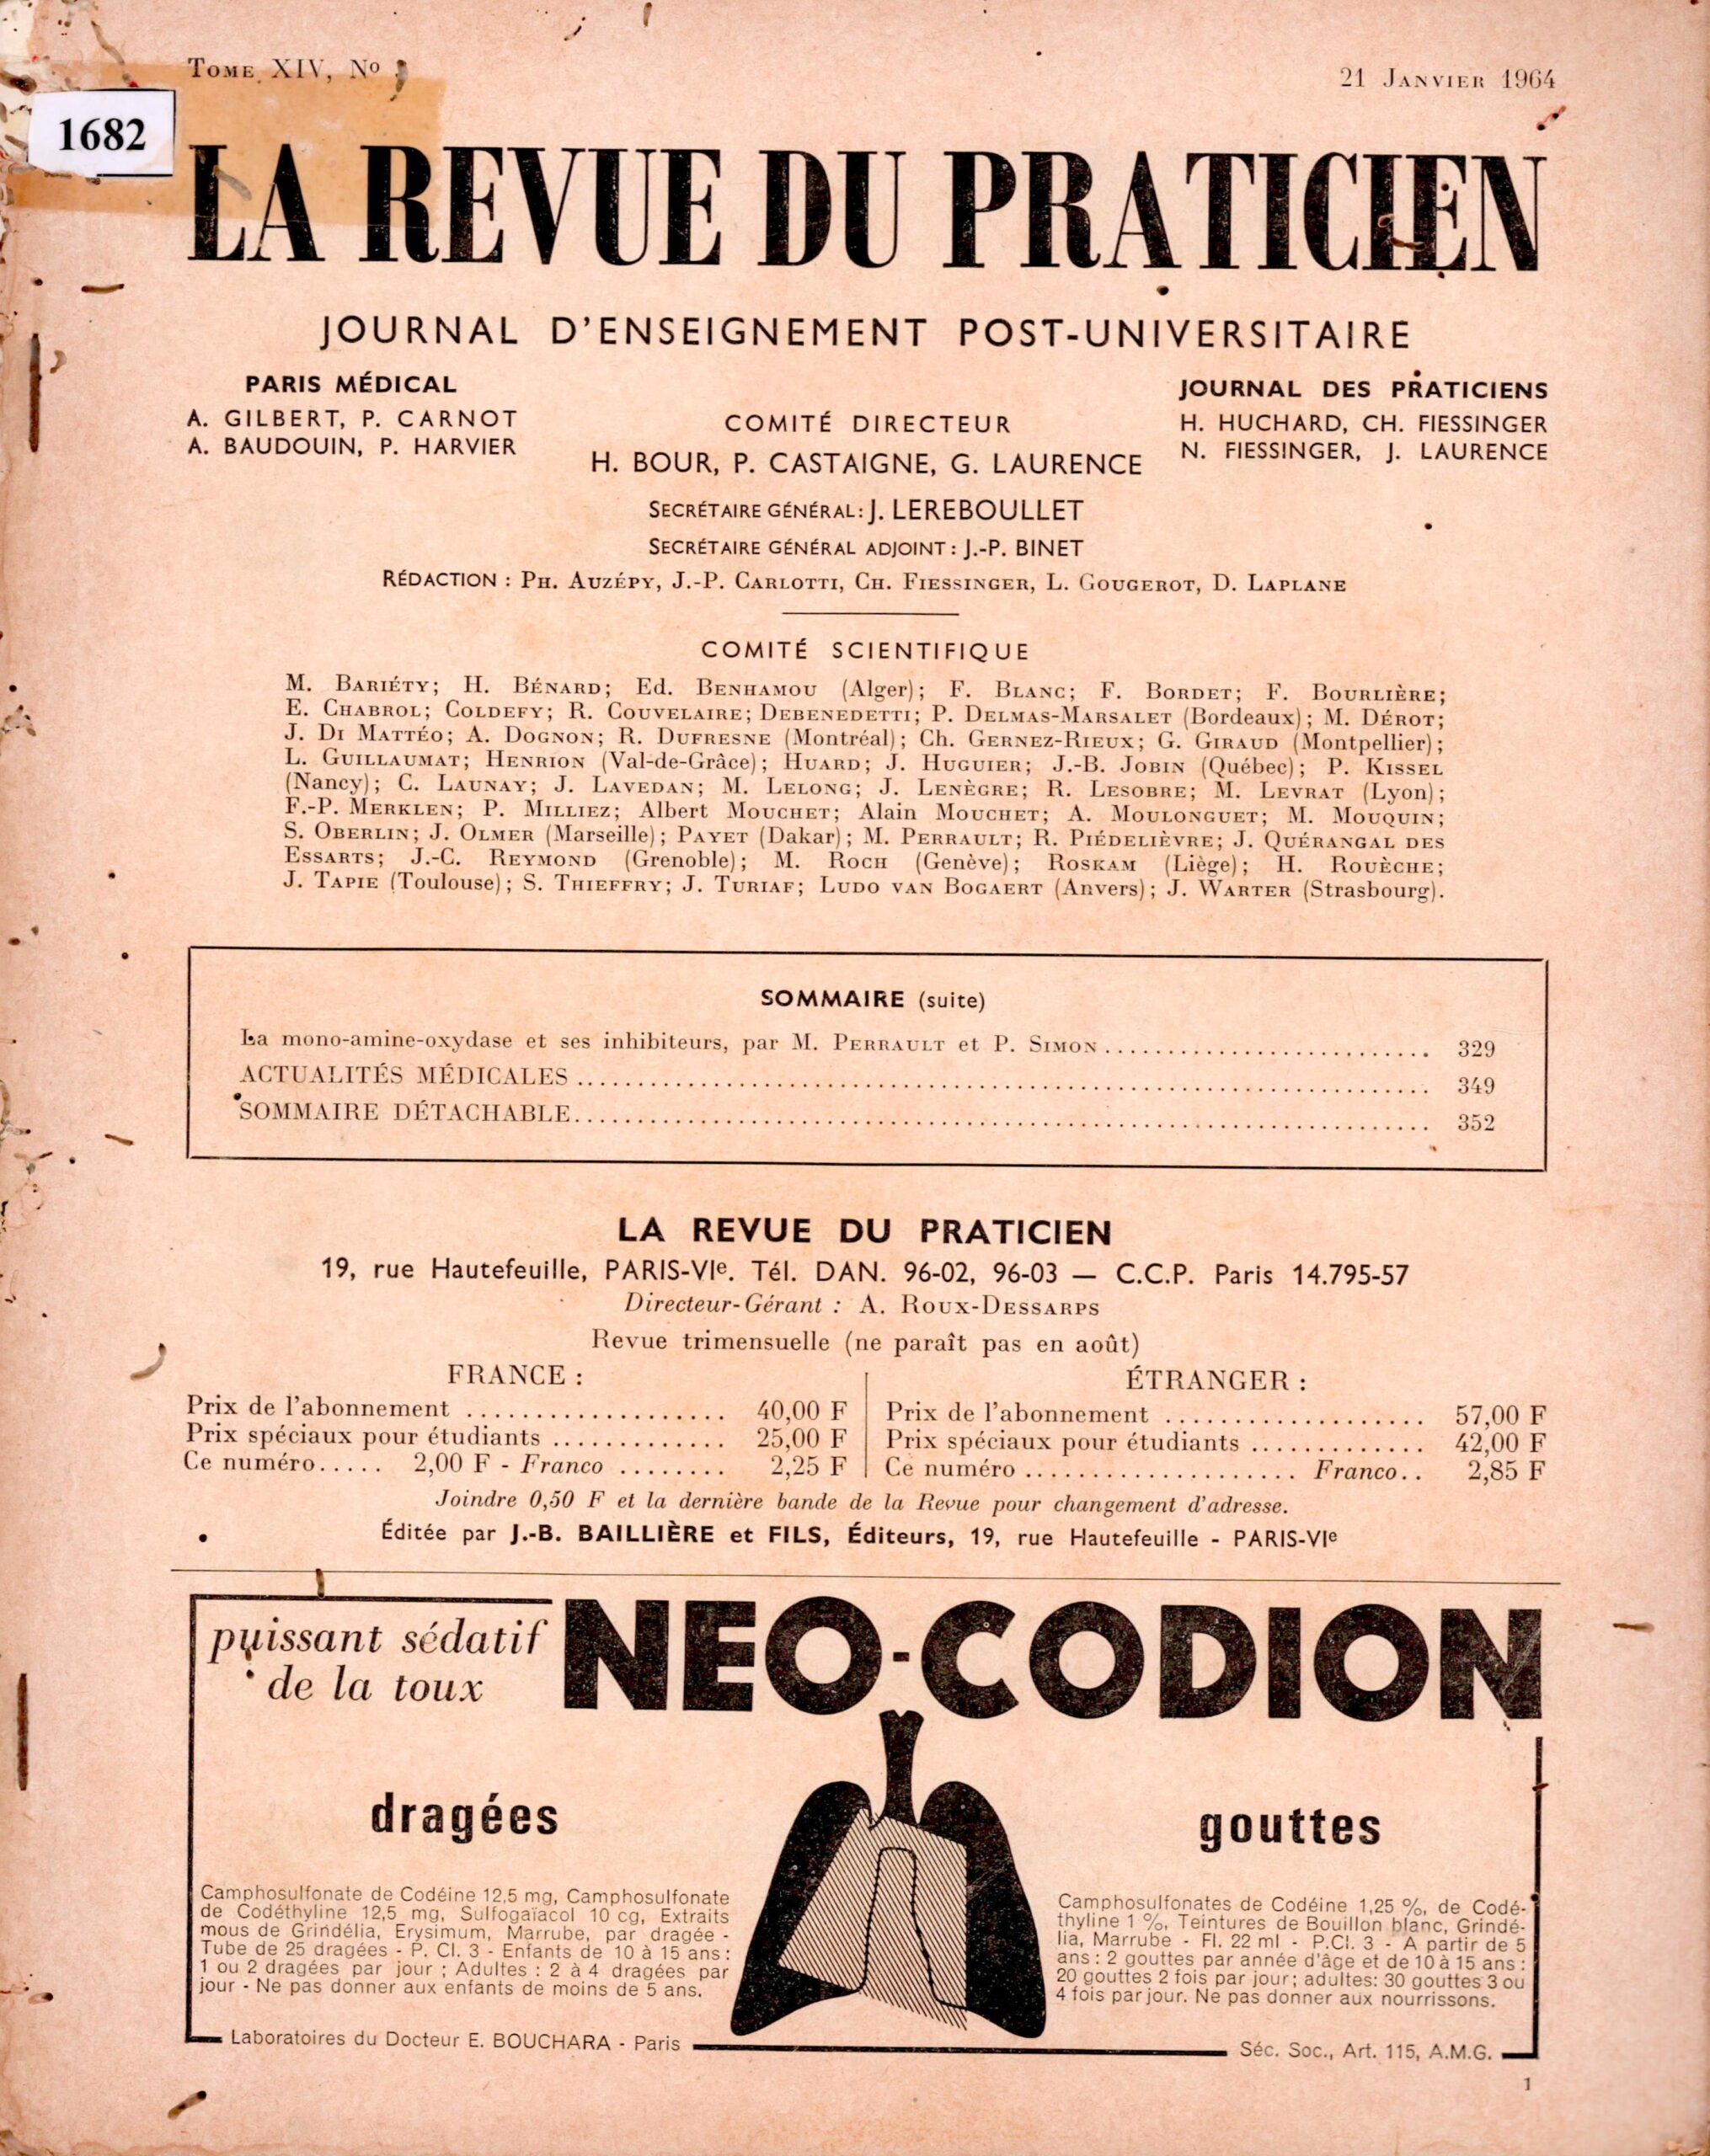 TOME XIV, No
21 JANVIER 1964
1682
LA REVUE DU PRATICIEN
JOURNAL D'ENSEIGNEMENT POST-UNIVERSITAIRE
PARIS MÉDICAL
A. GILBERT, P. CARNOT
A. BAUDOUIN, P. HARVIER
JOURNAL DES PRATICIENS
H. HUCHARD, CH. FIESSINGER
N. FIESSINGER, J. LAURENCE
COMITÉ DIRECTEUR
H. BOUR, P. CASTAIGNE, G. LAURENCE
SECRÉTAIRE GÉNÉRAL: J. LEREBOULLET
SECRÉTAIRE GÉNÉRAL ADJOINT : J.-P. BINET
RÉDACTION : PH. AUZÉPY, J.-P. CARLOTTI, CH. FIESSINGER, L. GOUGEROT, D. LAPLANE
COMITÉ SCIENTIFIQUE
M. BARIÉTY; H. BÉNARD; Ed. BENHAMOU (Alger); F. BLANC; F. BORDET; F. BOURLIÈRE;
E. CHABROL; COLDEFY; R. COUVELAIRE; DEBENEDETTI; P. DELMAS-MARSALET (Bordeaux); M. DÉROT;
J. DI MATTÉO; A. DOGNON; R. DUFRESNE (Montréal); Ch. GERNEZ-RIEUX; G. GIRAUD (Montpellier);
L. GUILLAUMAT; HENRION (Val-de-Grâce); HUARD; J. HUGUIER; J.-B. JOBIN (Québec); P. KISSEL
(Nancy); C. LAUNAY; J. LAVEDAN; M. LELONG; J. LENÈGRE; R. LESOBRE; M. LEVRAT (Lyon);
F.-P. MERKLEN; P. MILLIEZ; Albert MOUCHET; Alain MOUCHET; A. MOULONGUET; M. MOUQUIN;
S. OBERLIN; J. OLMER (Marseille); PAYET (Dakar); M. PERRAULT; R. PIÉDELIÈVRE; J. QUÉRANGAL DES
ESSARTS; J.-C. REYMOND (Grenoble); M. ROCH (Genève); ROSKAM (Liège); H. ROUÈCHE;
J. TAPIE (Toulouse); S. THIEFFRY; J. TURIAF; LUDO VAN BOGAERT (Anvers); J. WARTER (Strasbourg).
SOMMAIRE (suite)
La mono-amine-oxydase et ses inhibiteurs, par M. PERRAULT et P. SIMON ........ 329
ACTUALITÉS MÉDICALES ........ 349
SOMMAIRE DÉTACHABLE ........ 352
LA REVUE DU PRATICIEN
19, rue Hautefeuille, PARIS-VIe. Tél. DAN. 96-02, 96-03 — C.C.P. Paris 14.795-57
Directeur-Gérant : A. ROUX-DESSARPS
Revue trimensuelle (ne paraît pas en août)
FRANCE :
Prix de l'abonnement ........ 40,00 F
Prix spéciaux pour étudiants ........ 25,00 F
Ce numéro..... 2,00 F - Franco ........ 2,25 F
ÉTRANGER :
Prix de l'abonnement ........ 57,00 F
Prix spéciaux pour étudiants ........ 42,00 F
Ce numéro ........ Franco.. 2,85 F
Joindre 0,50 F et la dernière bande de la Revue pour changement d'adresse.
Éditée par J.-B. BAILLIÈRE et FILS, Éditeurs, 19, rue Hautefeuille - PARIS-VIe
puissant sédatif
de la toux
NEO-CODION
dragées
Camphosulfonate de Codéine 12,5 mg, Camphosulfonate
de Codéthyline 12,5 mg, Sulfogaïacol 10 cg, Extraits
mous de Grindélia, Erysimum, Marrube, par dragée -
Tube de 25 dragées - P. Cl. 3 - Enfants de 10 à 15 ans :
1 ou 2 dragées par jour ; Adultes : 2 à 4 dragées par
jour - Ne pas donner aux enfants de moins de 5 ans.
gouttes
Camphosulfonates de Codéine 1,25 %, de Codé-
thyline 1 %, Teintures de Bouillon blanc, Grindé-
lia, Marrube - Fl. 22 ml - P.Cl. 3 - A partir de 5
ans : 2 gouttes par année d'âge et de 10 à 15 ans :
20 gouttes 2 fois par jour; adultes: 30 gouttes 3 ou
4 fois par jour. Ne pas donner aux nourrissons.
Laboratoires du Docteur E. BOUCHARA - Paris
Séc. Soc., Art. 115, A.M.G.
1